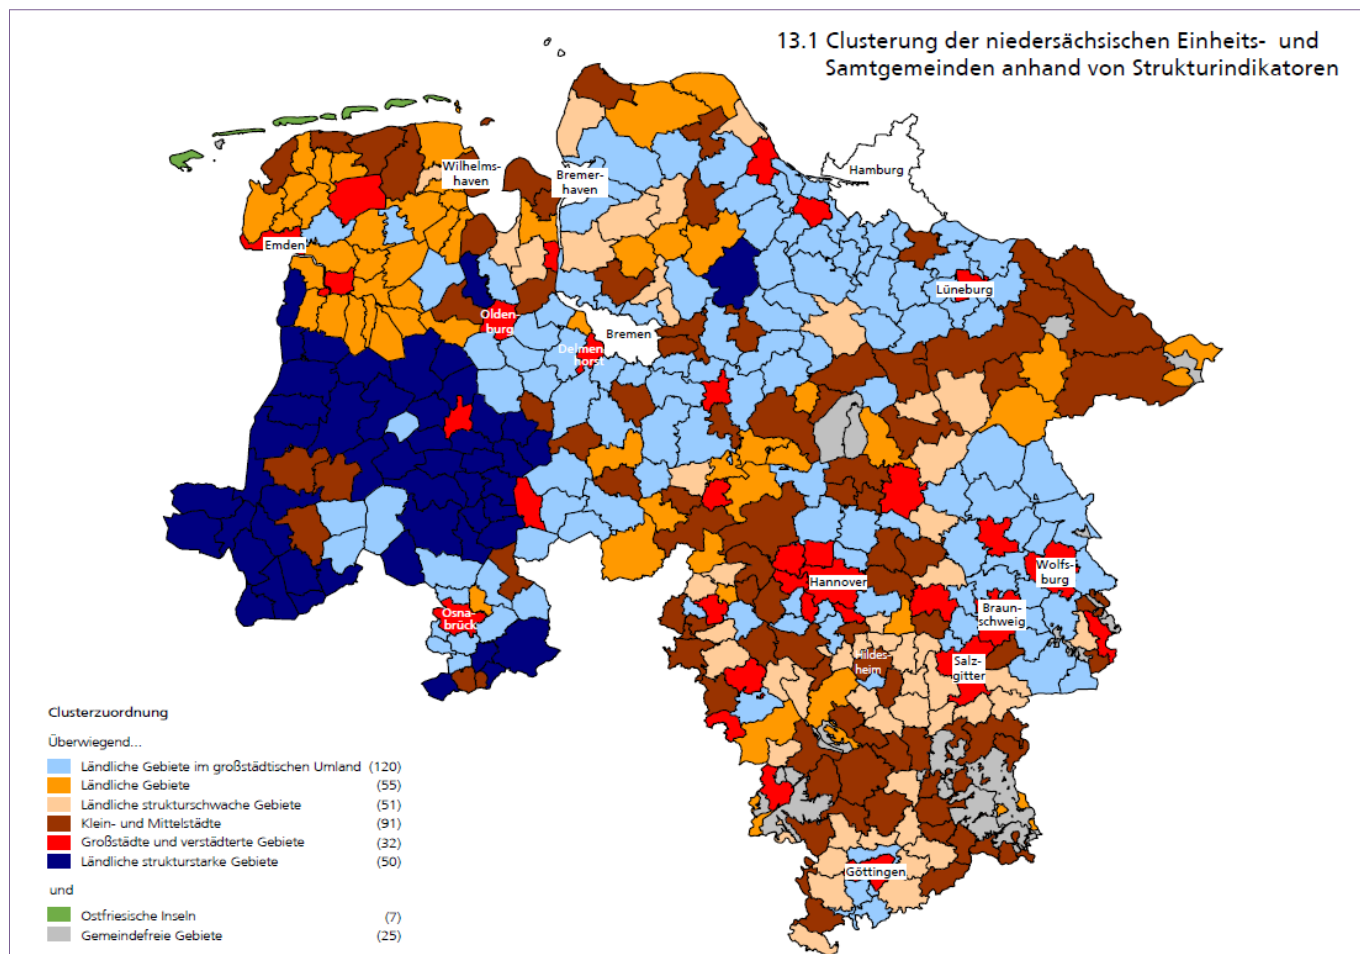 13.1 Clusterung der niedersächsischen Einheits- und
Samtgemeinden anhand von Strukturindikatoren
Hamburg
Wilhelms-
haven
Bremer-
haven
Emden
Lüneburg
Olden-
burg
Bremen
Delmen-
horst
Hannover
Wolfs-
burg
Braun-
schweig
Osna-
brück
Hildes-
heim
Salz-
gitter
Göttingen
Clusterzuordnung
Überwiegend...
Ländliche Gebiete im großstädtischen Umland (120)
Ländliche Gebiete (55)
Ländliche strukturschwache Gebiete (51)
Klein- und Mittelstädte (91)
Großstädte und verstädterte Gebiete (32)
Ländliche strukturstarke Gebiete (50)
und
Ostfriesische Inseln (7)
Gemeindefreie Gebiete (25)